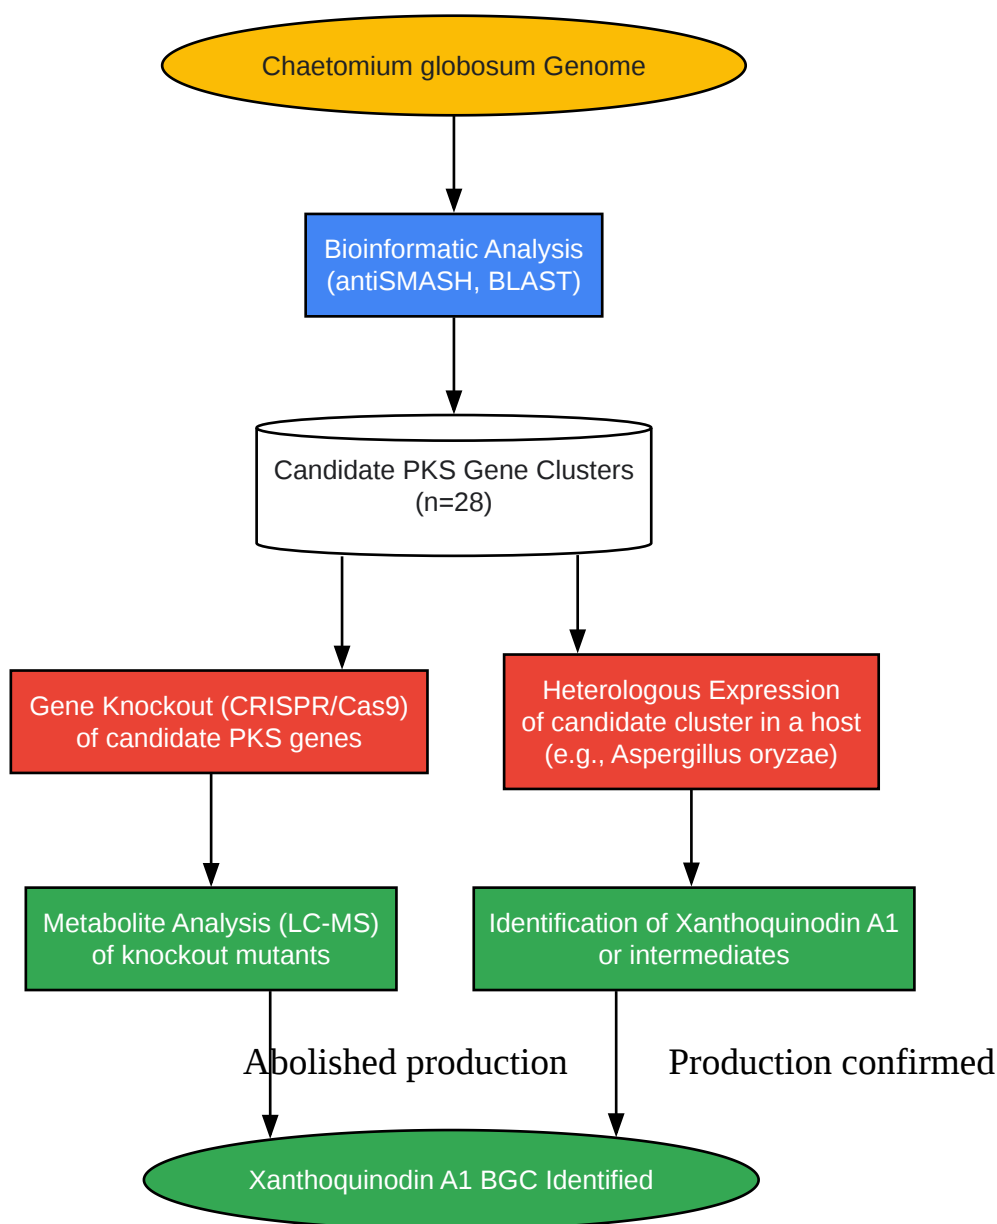 Chaetomium globosum Genome
Bioinformatic Analysis
(antiSMASH, BLAST)
Candidate PKS Gene Clusters
(n=28)
Gene Knockout (CRISPR/Cas9)
of candidate PKS genes
Heterologous Expression
of candidate cluster in a host
(e.g., Aspergillus oryzae)
Metabolite Analysis (LC-MS)
of knockout mutants
Identification of Xanthoquinodin A1
or intermediates
Abolished production
Production confirmed
Xanthoquinodin A1 BGC Identified